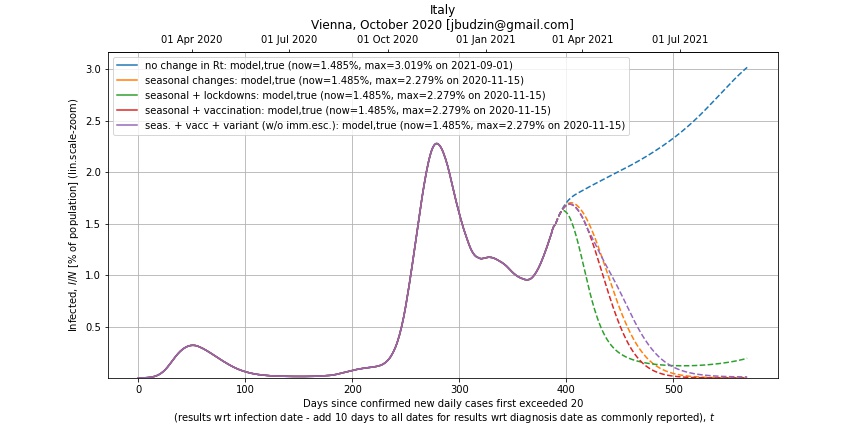 Italy
Vienna, October 2020 [jbudzin@gmail.com]
01 Apr 2020 01 Jul 2020 01 Oct 2020 01 Jan 2021 01 Apr 2021 01 Jul 2021
no change in Rt: model,true (now=1.485%, max=3.019% on 2021-09-01)
seasonal changes: model,true (now=1.485%, max=2.279% on 2020-11-15)
seasonal + lockdowns: model,true (now=1.485%, max=2.279% on 2020-11-15)
seasonal + vaccination: model,true (now=1.485%, max=2.279% on 2020-11-15)
seas. + vacc + variant (w/o imm.esc.): model,true (now=1.485%, max=2.279% on 2020-11-15)
Infected, I/N [% of population] (lin.scale-zoom)
3.0
2.5
2.0
1.5
1.0
0.5
0 100 200 300 400 500
Days since confirmed new daily cases first exceeded 20
(results wrt infection date - add 10 days to all dates for results wrt diagnosis date as commonly reported), t